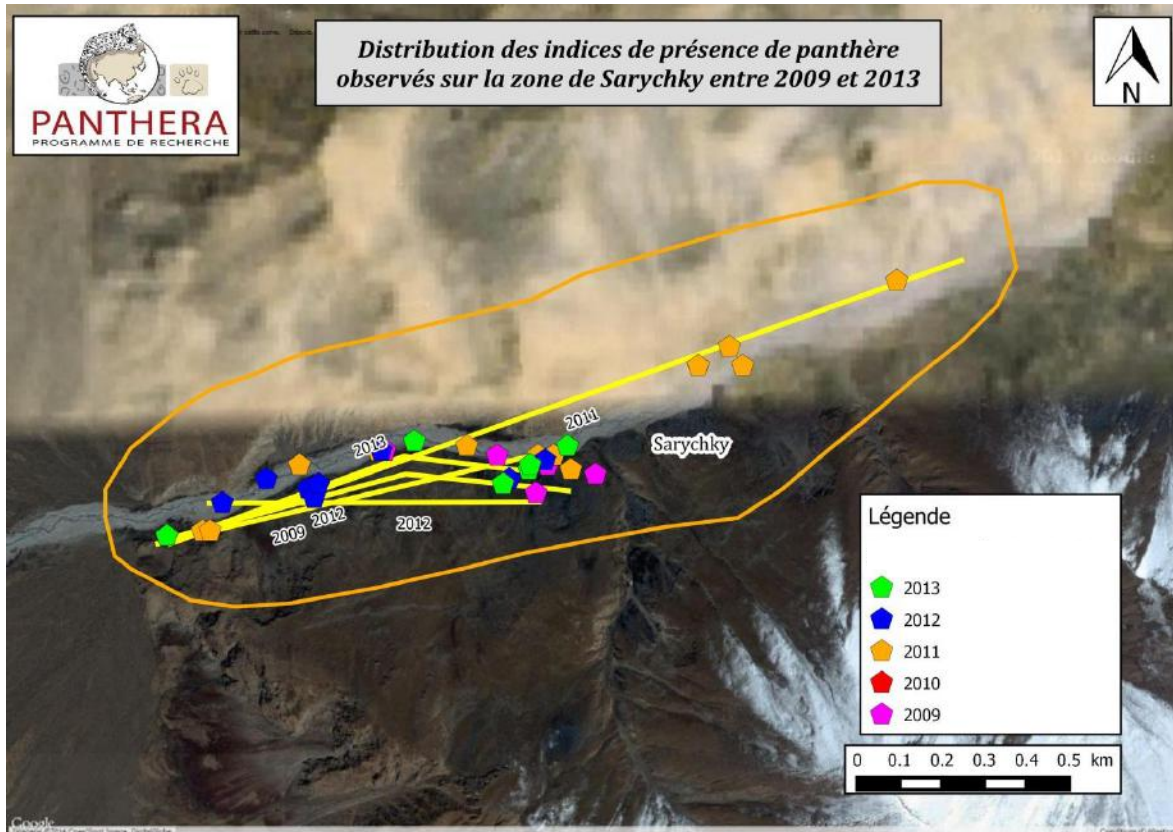 Distribution des indices de présence de panthère
observés sur la zone de Sarychky entre 2009 et 2013
PANTHERA
PROGRAMME DE RECHERCHE
N
2011
2013
Sarychky
2012
2009
2012
Légende
2013
2012
2011
2010
2009
0 0.1 0.2 0.3 0.4 0.5 km
Google